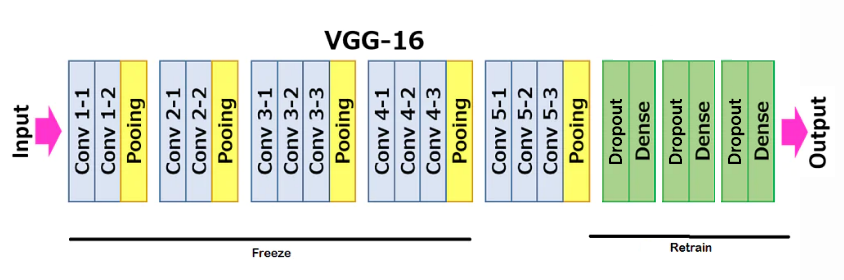 VGG-16
Input
Conv 1-1
Conv 1-2
Pooing
Conv 2-1
Conv 2-2
Pooing
Conv 3-1
Conv 3-2
Conv 3-3
Pooing
Conv 4-1
Conv 4-2
Conv 4-3
Pooing
Conv 5-1
Conv 5-2
Conv 5-3
Pooing
Dropout
Dense
Dropout
Dense
Dropout
Dense
Output
Freeze
Retrain